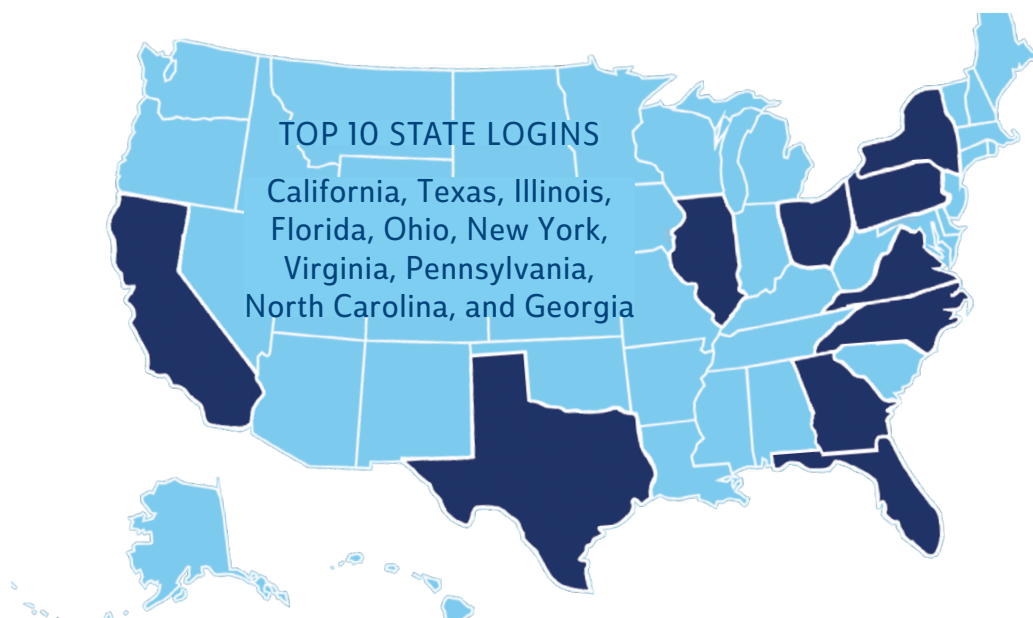 TOP 10 STATE LOGINS
California, Texas, Illinois,
Florida, Ohio, New York,
Virginia, Pennsylvania,
North Carolina, and Georgia